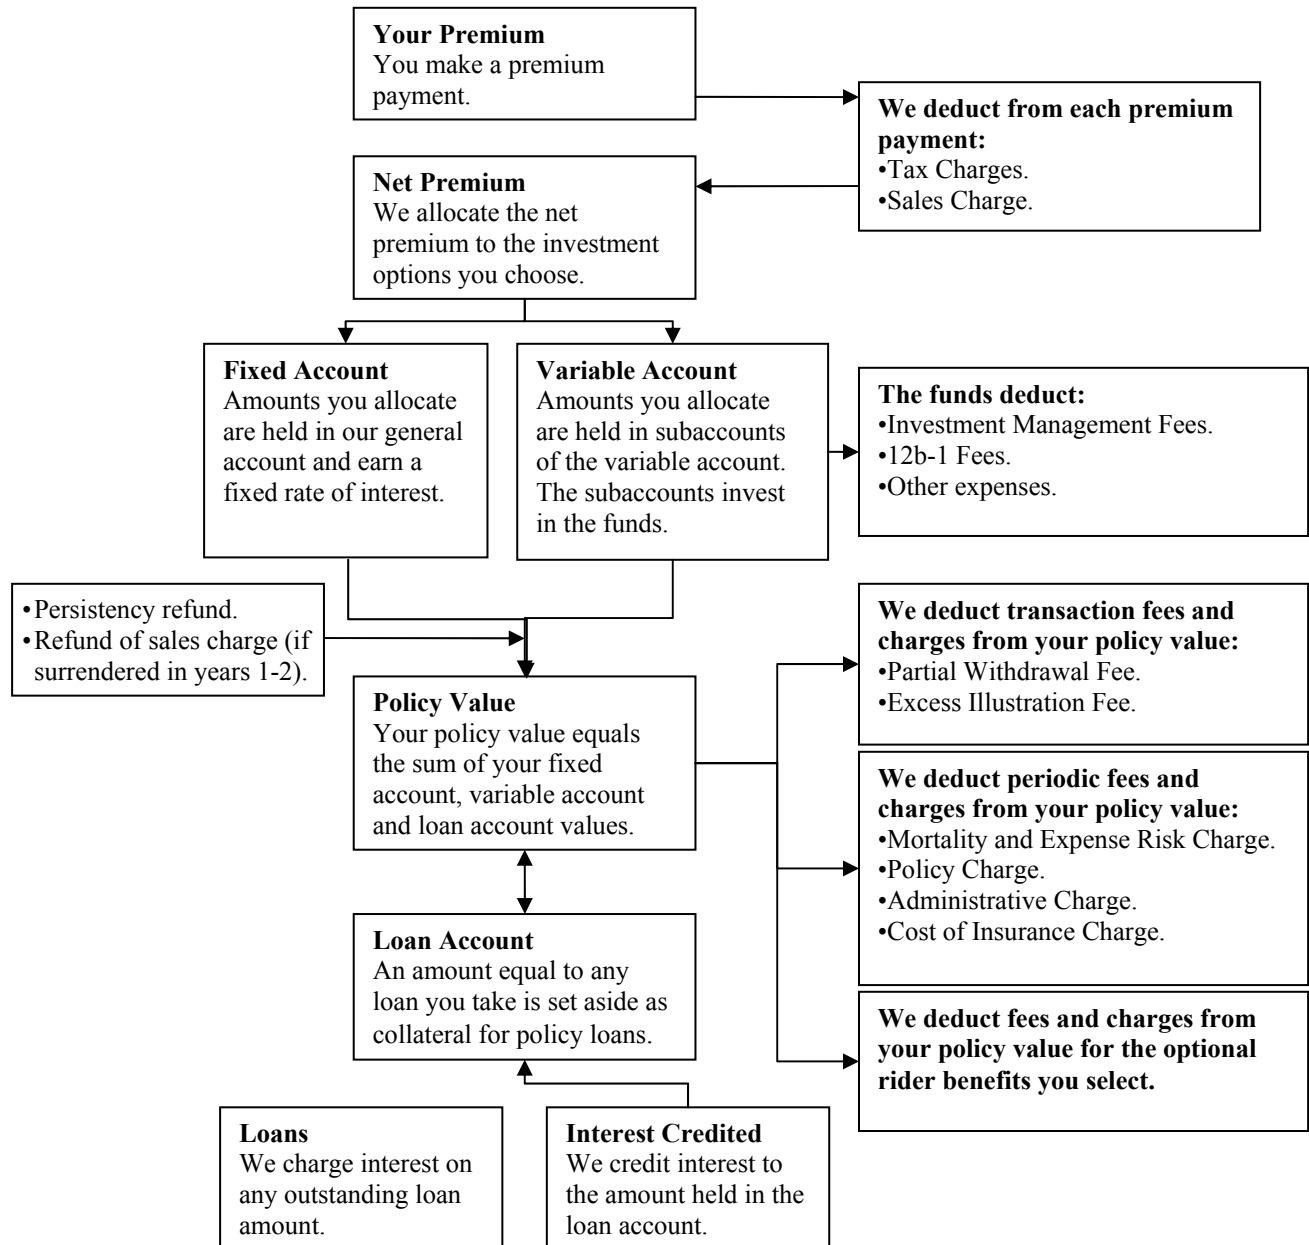 Your Premium
You make a premium
payment.
We deduct from each premium
payment:
•Tax Charges.
•Sales Charge.
Net Premium
We allocate the net
premium to the investment
options you choose.
Fixed Account
Amounts you allocate
are held in our general
account and earn a
fixed rate of interest.
Variable Account
Amounts you allocate
are held in subaccounts
of the variable account.
The subaccounts invest
in the funds.
The funds deduct:
•Investment Management Fees.
•12b-1 Fees.
•Other expenses.
•Persistency refund.
•Refund of sales charge (if
surrendered in years 1-2).
We deduct transaction fees and
charges from your policy value:
•Partial Withdrawal Fee.
•Excess Illustration Fee.
Policy Value
Your policy value equals
the sum of your fixed
account, variable account
and loan account values.
We deduct periodic fees and
charges from your policy value:
•Mortality and Expense Risk Charge.
•Policy Charge.
•Administrative Charge.
•Cost of Insurance Charge.
Loan Account
An amount equal to any
loan you take is set aside as
collateral for policy loans.
We deduct fees and charges from
your policy value for the optional
rider benefits you select.
Loans
We charge interest on
any outstanding loan
amount.
Interest Credited
We credit interest to
the amount held in the
loan account.